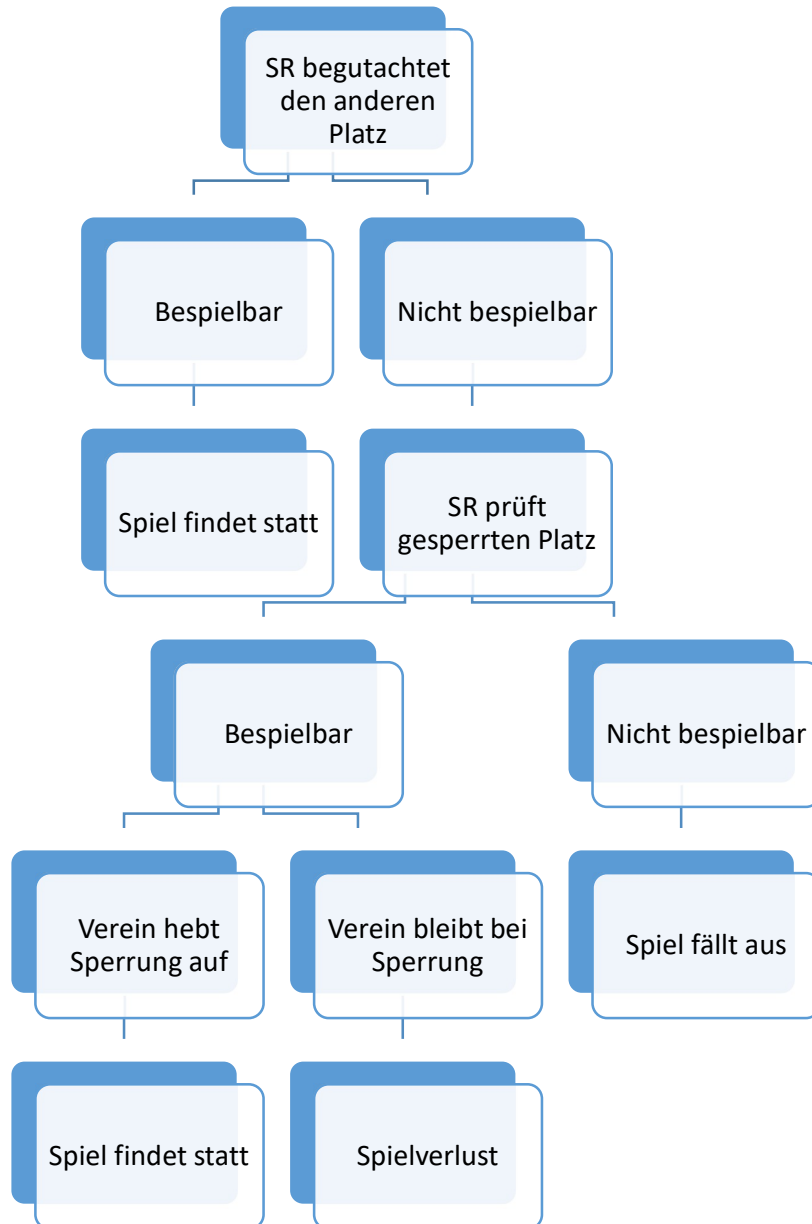 SR begutachtet
den anderen
Platz
Bespielbar
Nicht bespielbar
Spiel findet statt
SR prüft
gesperrten Platz
Bespielbar
Nicht bespielbar
Verein hebt
Sperrung auf
Verein bleibt bei
Sperrung
Spiel fällt aus
Spiel findet statt
Spielverlust